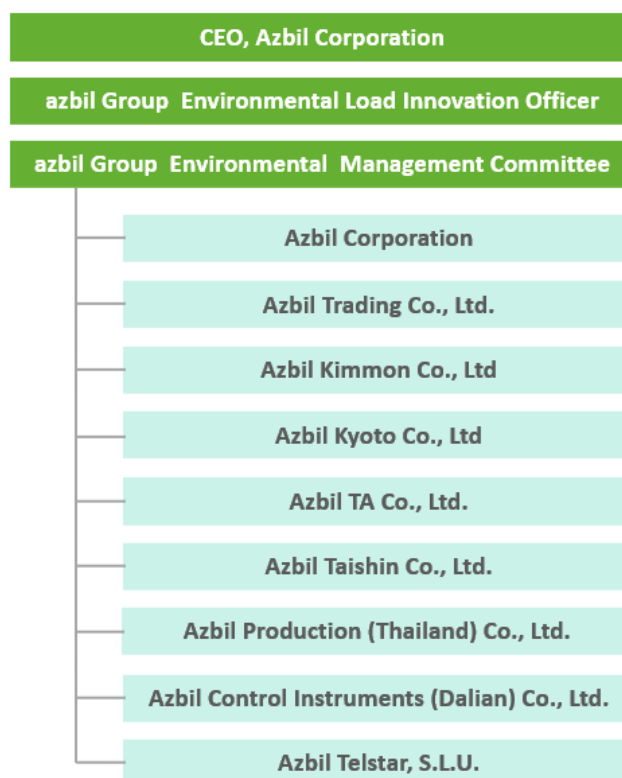 CEO, Azbil Corporation
azbil Group Environmental Load Innovation Officer
azbil Group Environmental Management Committee
Azbil Corporation
Azbil Trading Co., Ltd.
Azbil Kimmon Co., Ltd
Azbil Kyoto Co., Ltd
Azbil TA Co., Ltd.
Azbil Taishin Co., Ltd.
Azbil Production (Thailand) Co., Ltd.
Azbil Control Instruments (Dalian) Co., Ltd.
Azbil Telstar, S.L.U.